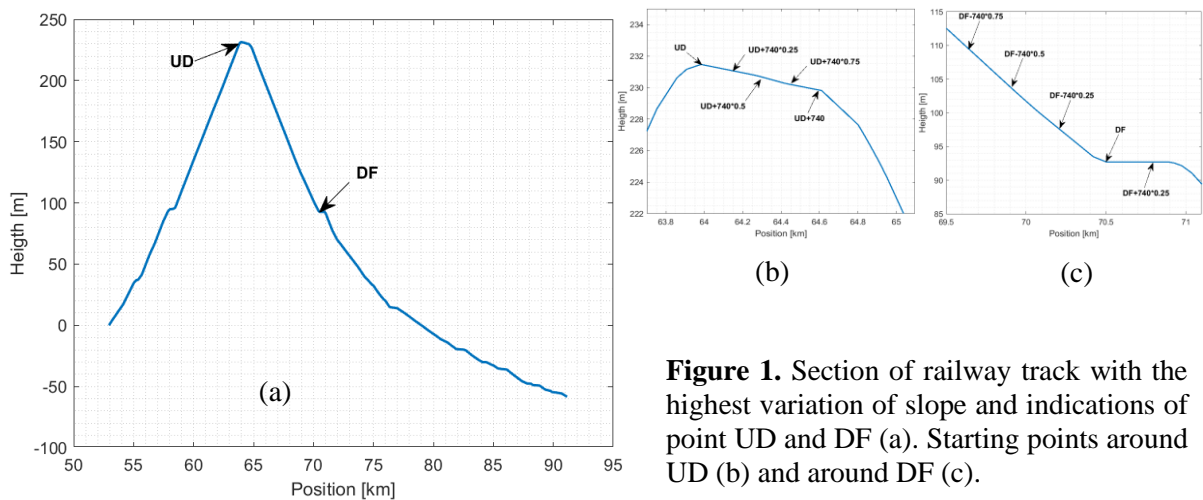 250
200
150
100
50
0
-50
-100
50
55
60
65
70
75
80
85
90
95
Heigth [m]
Position [km]
UD
DF
(a)
234
232
230
228
226
224
222
63.8
64
64.2
64.4
64.6
64.8
65
Heigth [m]
Position [km]
UD
UD+740*0.25
UD+740*0.75
UD+740*0.5
UD+740
(b)
115
110
105
100
95
90
85
69.5
70
70.5
71
Heigth [m]
Position [km]
DF-740*0.75
DF-740*0.5
DF-740*0.25
DF
DF+740*0.25
(c)
Figure 1. Section of railway track with the
highest variation of slope and indications of
point UD and DF (a). Starting points around
UD (b) and around DF (c).